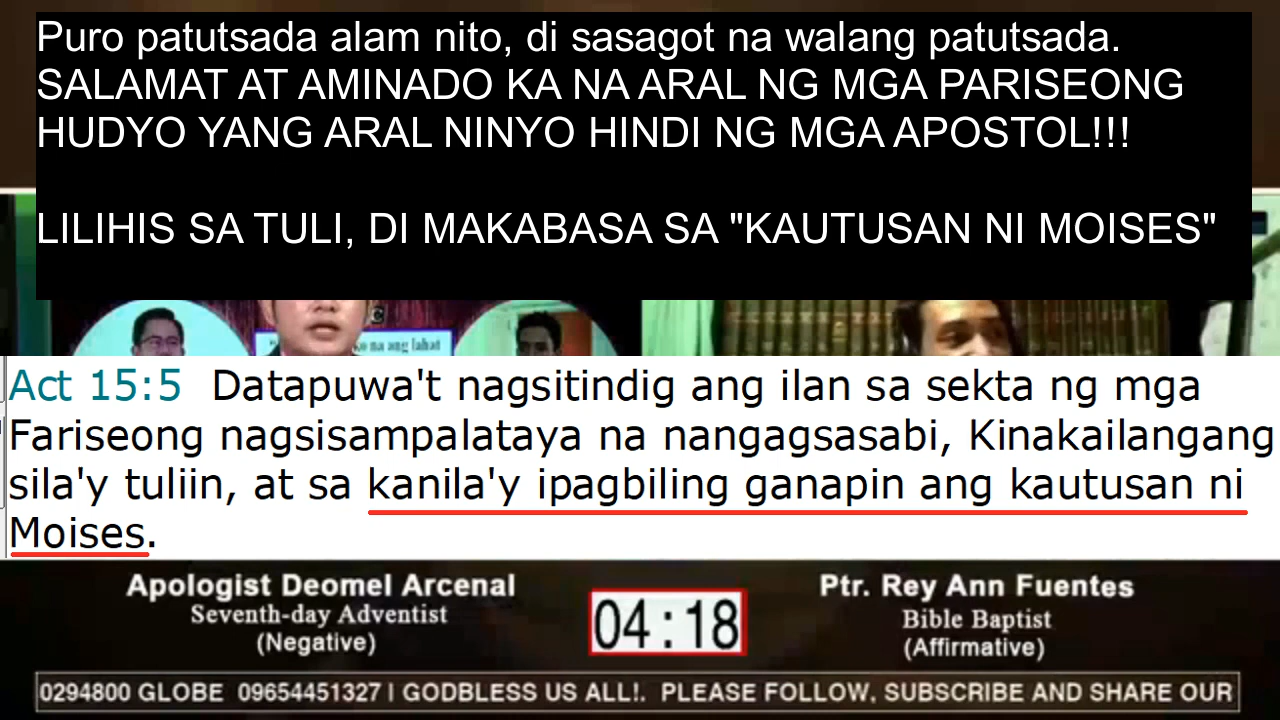 Puro patutsada alam nito, di sasagot na walang patutsada.
SALAMAT AT AMINADO KA NA ARAL NG MGA PARISEONG
HUDYO YANG ARAL NINYO HINDI NG MGA APOSTOL!!!
LILIHIS SA TULI, DI MAKABASA SA "KAUTUSAN NI MOISES"
na ang lahat
Act 15:5 Datapuwa't nagsitindig ang ilan sa sekta ng mga
Fariseong nagsisampalataya na nangagsasabi, Kinakailangang
sila'y tuliin, at sa kanila'y ipagbiling ganapin ang kautusan ni
Moises.
Apologist Deomel Arcenal
Seventh-day Adventist
(Negative)
04:18
Ptr. Rey Ann Fuentes
Bible Baptist
(Affirmative)
0294800 GLOBE 09654451327 | GODBLESS US ALL!. PLEASE FOLLOW, SUBSCRIBE AND SHARE OUR